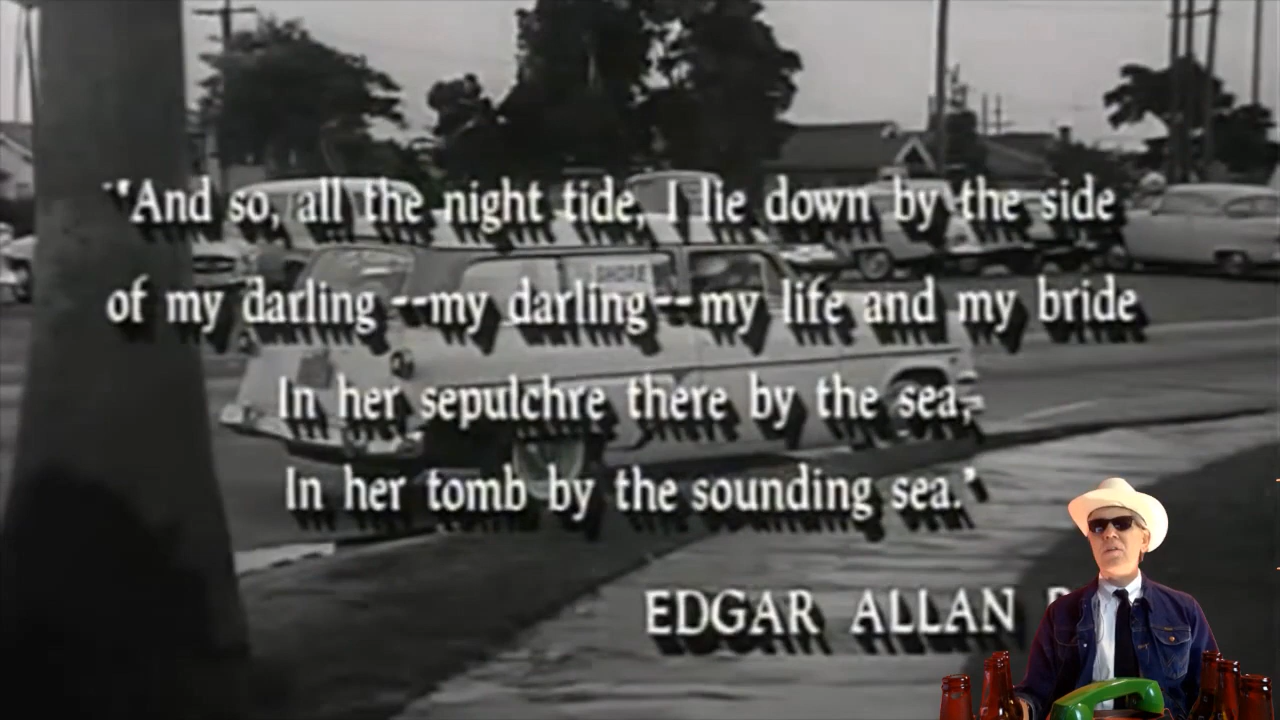 "And so, all the night tide, I lie down by the side
of my darling--my darling--my life and my bride
In her sepulchre there by the sea,
In her tomb by the sounding sea."
EDGAR ALLAN
SHORE